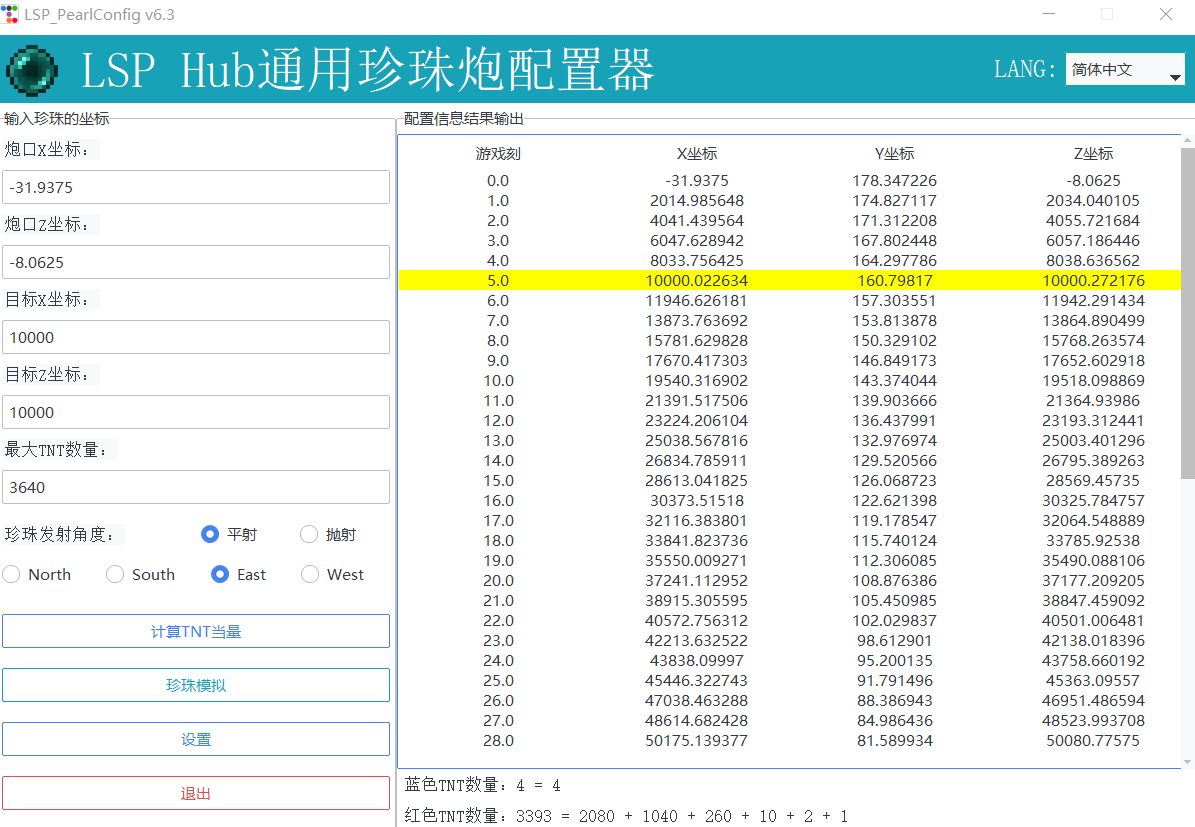 LSP_PearlConfig v6.3
LSP Hub通用珍珠炮配置器
LANG: 简体中文
输入珍珠的坐标
炮口X坐标:
-31.9375
炮口Z坐标:
-8.0625
目标X坐标:
10000
目标Z坐标:
10000
最大TNT数量:
3640
珍珠发射角度: 平射 抛射
North South East West
计算TNT当量
珍珠模拟
设置
退出
配置信息结果输出
游戏刻 X坐标 Y坐标 Z坐标
0.0 -31.9375 178.347226 -8.0625
1.0 2014.985648 174.827117 2034.040105
2.0 4041.439564 171.312208 4055.721684
3.0 6047.628942 167.802448 6057.186446
4.0 8033.756425 164.297786 8038.636562
5.0 10000.022634 160.79817 10000.272176
6.0 11946.626181 157.303551 11942.291434
7.0 13873.763692 153.813878 13864.890499
8.0 15781.629828 150.329102 15768.263574
9.0 17670.417303 146.849173 17652.602918
10.0 19540.316902 143.374044 19518.098869
11.0 21391.517506 139.903666 21364.93986
12.0 23224.206104 136.437991 23193.312441
13.0 25038.567816 132.976974 25003.401296
14.0 26834.785911 129.520566 26795.389263
15.0 28613.041825 126.068723 28569.45735
16.0 30373.51518 122.621398 30325.784757
17.0 32116.383801 119.178547 32064.548889
18.0 33841.823736 115.740124 33785.92538
19.0 35550.009271 112.306085 35490.088106
20.0 37241.112952 108.876386 37177.209205
21.0 38915.305595 105.450985 38847.459092
22.0 40572.756312 102.029837 40501.006481
23.0 42213.632522 98.612901 42138.018396
24.0 43838.09997 95.200135 43758.660192
25.0 45446.322743 91.791496 45363.09557
26.0 47038.463288 88.386943 46951.486594
27.0 48614.682428 84.986436 48523.993708
28.0 50175.139377 81.589934 50080.77575
蓝色TNT数量: 4 = 4
红色TNT数量: 3393 = 2080 + 1040 + 260 + 10 + 2 + 1